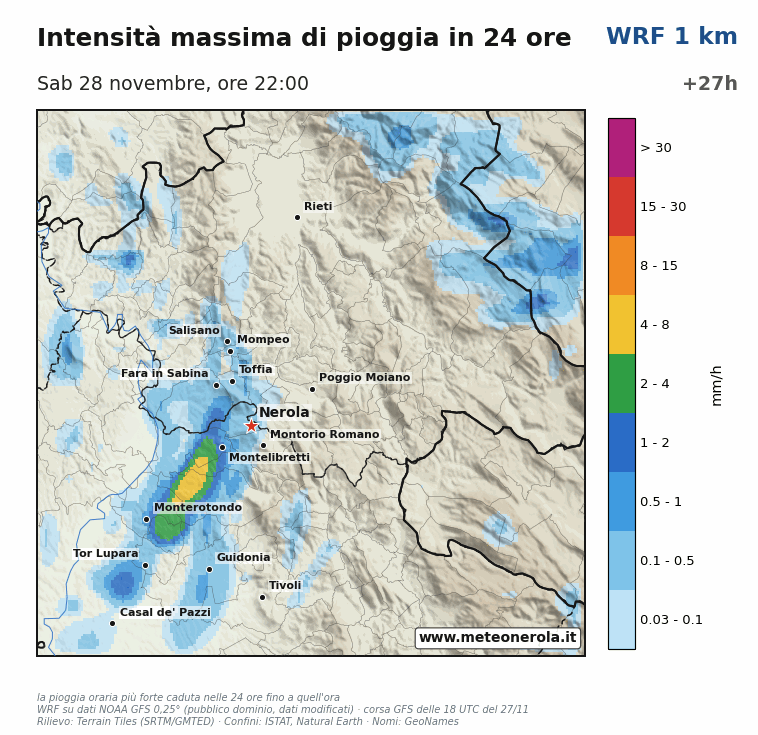 Intensità massima di pioggia in 24 ore
WRF 1 km
Sab 28 novembre, ore 22:00
+27h
Rieti
Salisano
Mompeo
Fara in Sabina
Toffia
Poggio Moiano
Nerola
Montorio Romano
Montelibretti
Monterotondo
Tor Lupara
Guidonia
Tivoli
Casal de' Pazzi
www.meteonerola.it
> 30
15 - 30
8 - 15
4 - 8
2 - 4
1 - 2
0.5 - 1
0.1 - 0.5
0.03 - 0.1
mm/h
la pioggia oraria più forte caduta nelle 24 ore fino a quell'ora
WRF su dati NOAA GFS 0,25° (pubblico dominio, dati modificati) · corsa GFS delle 18 UTC del 27/11
Rilievo: Terrain Tiles (SRTM/GMTED) · Confini: ISTAT, Natural Earth · Nomi: GeoNames